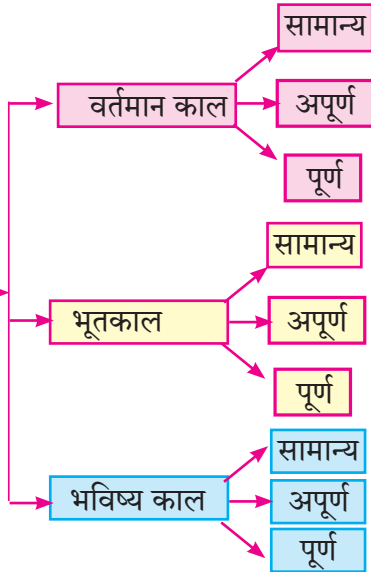 सामान्य
वर्तमान काल
अपूर्ण
पूर्ण
सामान्य
भूतकाल
अपूर्ण
पूर्ण
सामान्य
भविष्य काल
अपूर्ण
पूर्ण